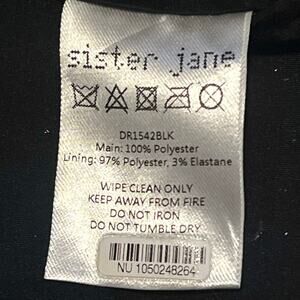 sister jane
DR1542BLK
Main: 100% Polyester
Lining: 97% Polyester, 3% Elastane
WIPE CLEAN ONLY
KEEP AWAY FROM FIRE
DO NOT IRON
DO NOT TUMBLE DRY
NU 1050248264